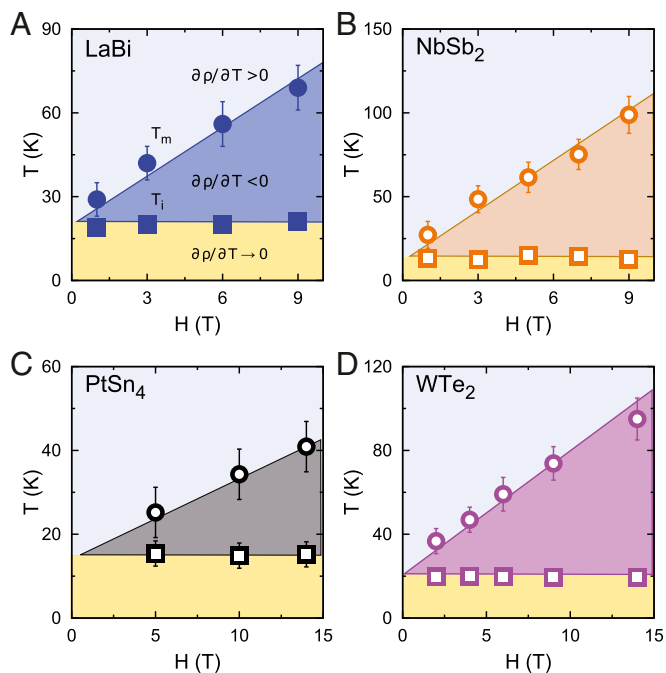 A
LaBi
90
60
30
0
T (K)
∂ρ/∂T >0
Tₘ
∂ρ/∂T <0
Tᵢ
∂ρ/∂T → 0
0 3 6 9
H (T)
B
NbSb₂
150
100
50
0
T (K)
0 3 6 9
H (T)
C
PtSn₄
60
40
20
0
T (K)
0 5 10 15
H (T)
D
WTe₂
120
80
40
0
T (K)
0 5 10 15
H (T)